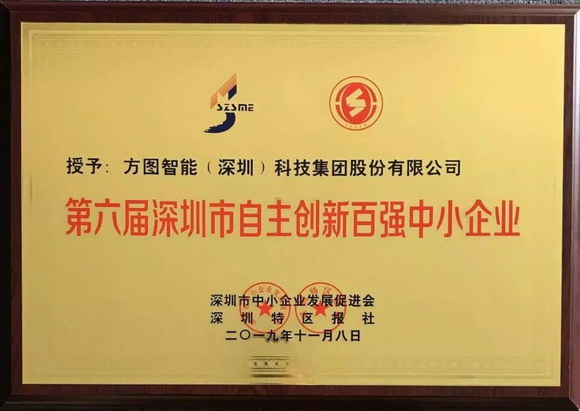 SZSME
授予：方图智能（深圳）科技集团股份有限公司
第六届深圳市自主创新百强中小企业
深圳市中小企业发展促进会
深圳特区报社
二〇一九年十一月八日